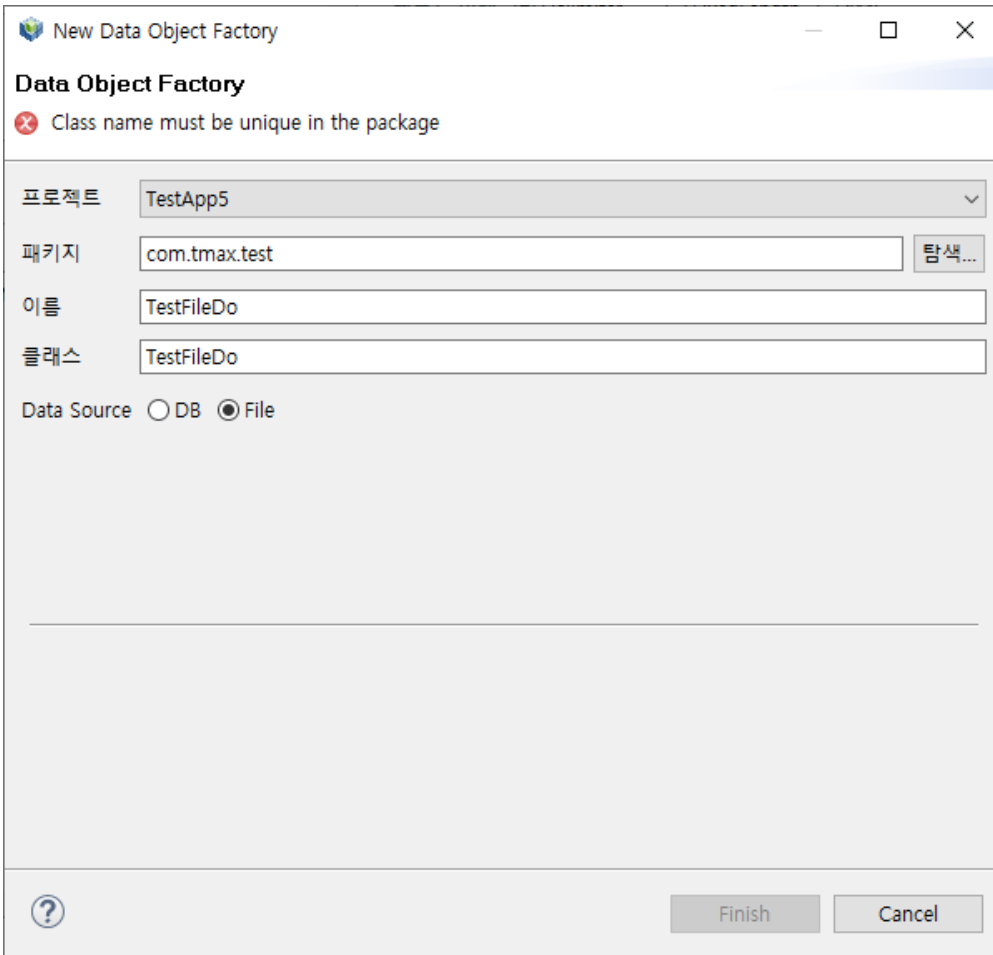 New Data Object Factory
Data Object Factory
Class name must be unique in the package
프로젝트 TestApp5
패키지 com.tmax.test 탐색...
이름 TestFileDo
클래스 TestFileDo
Data Source DB File
Finish Cancel